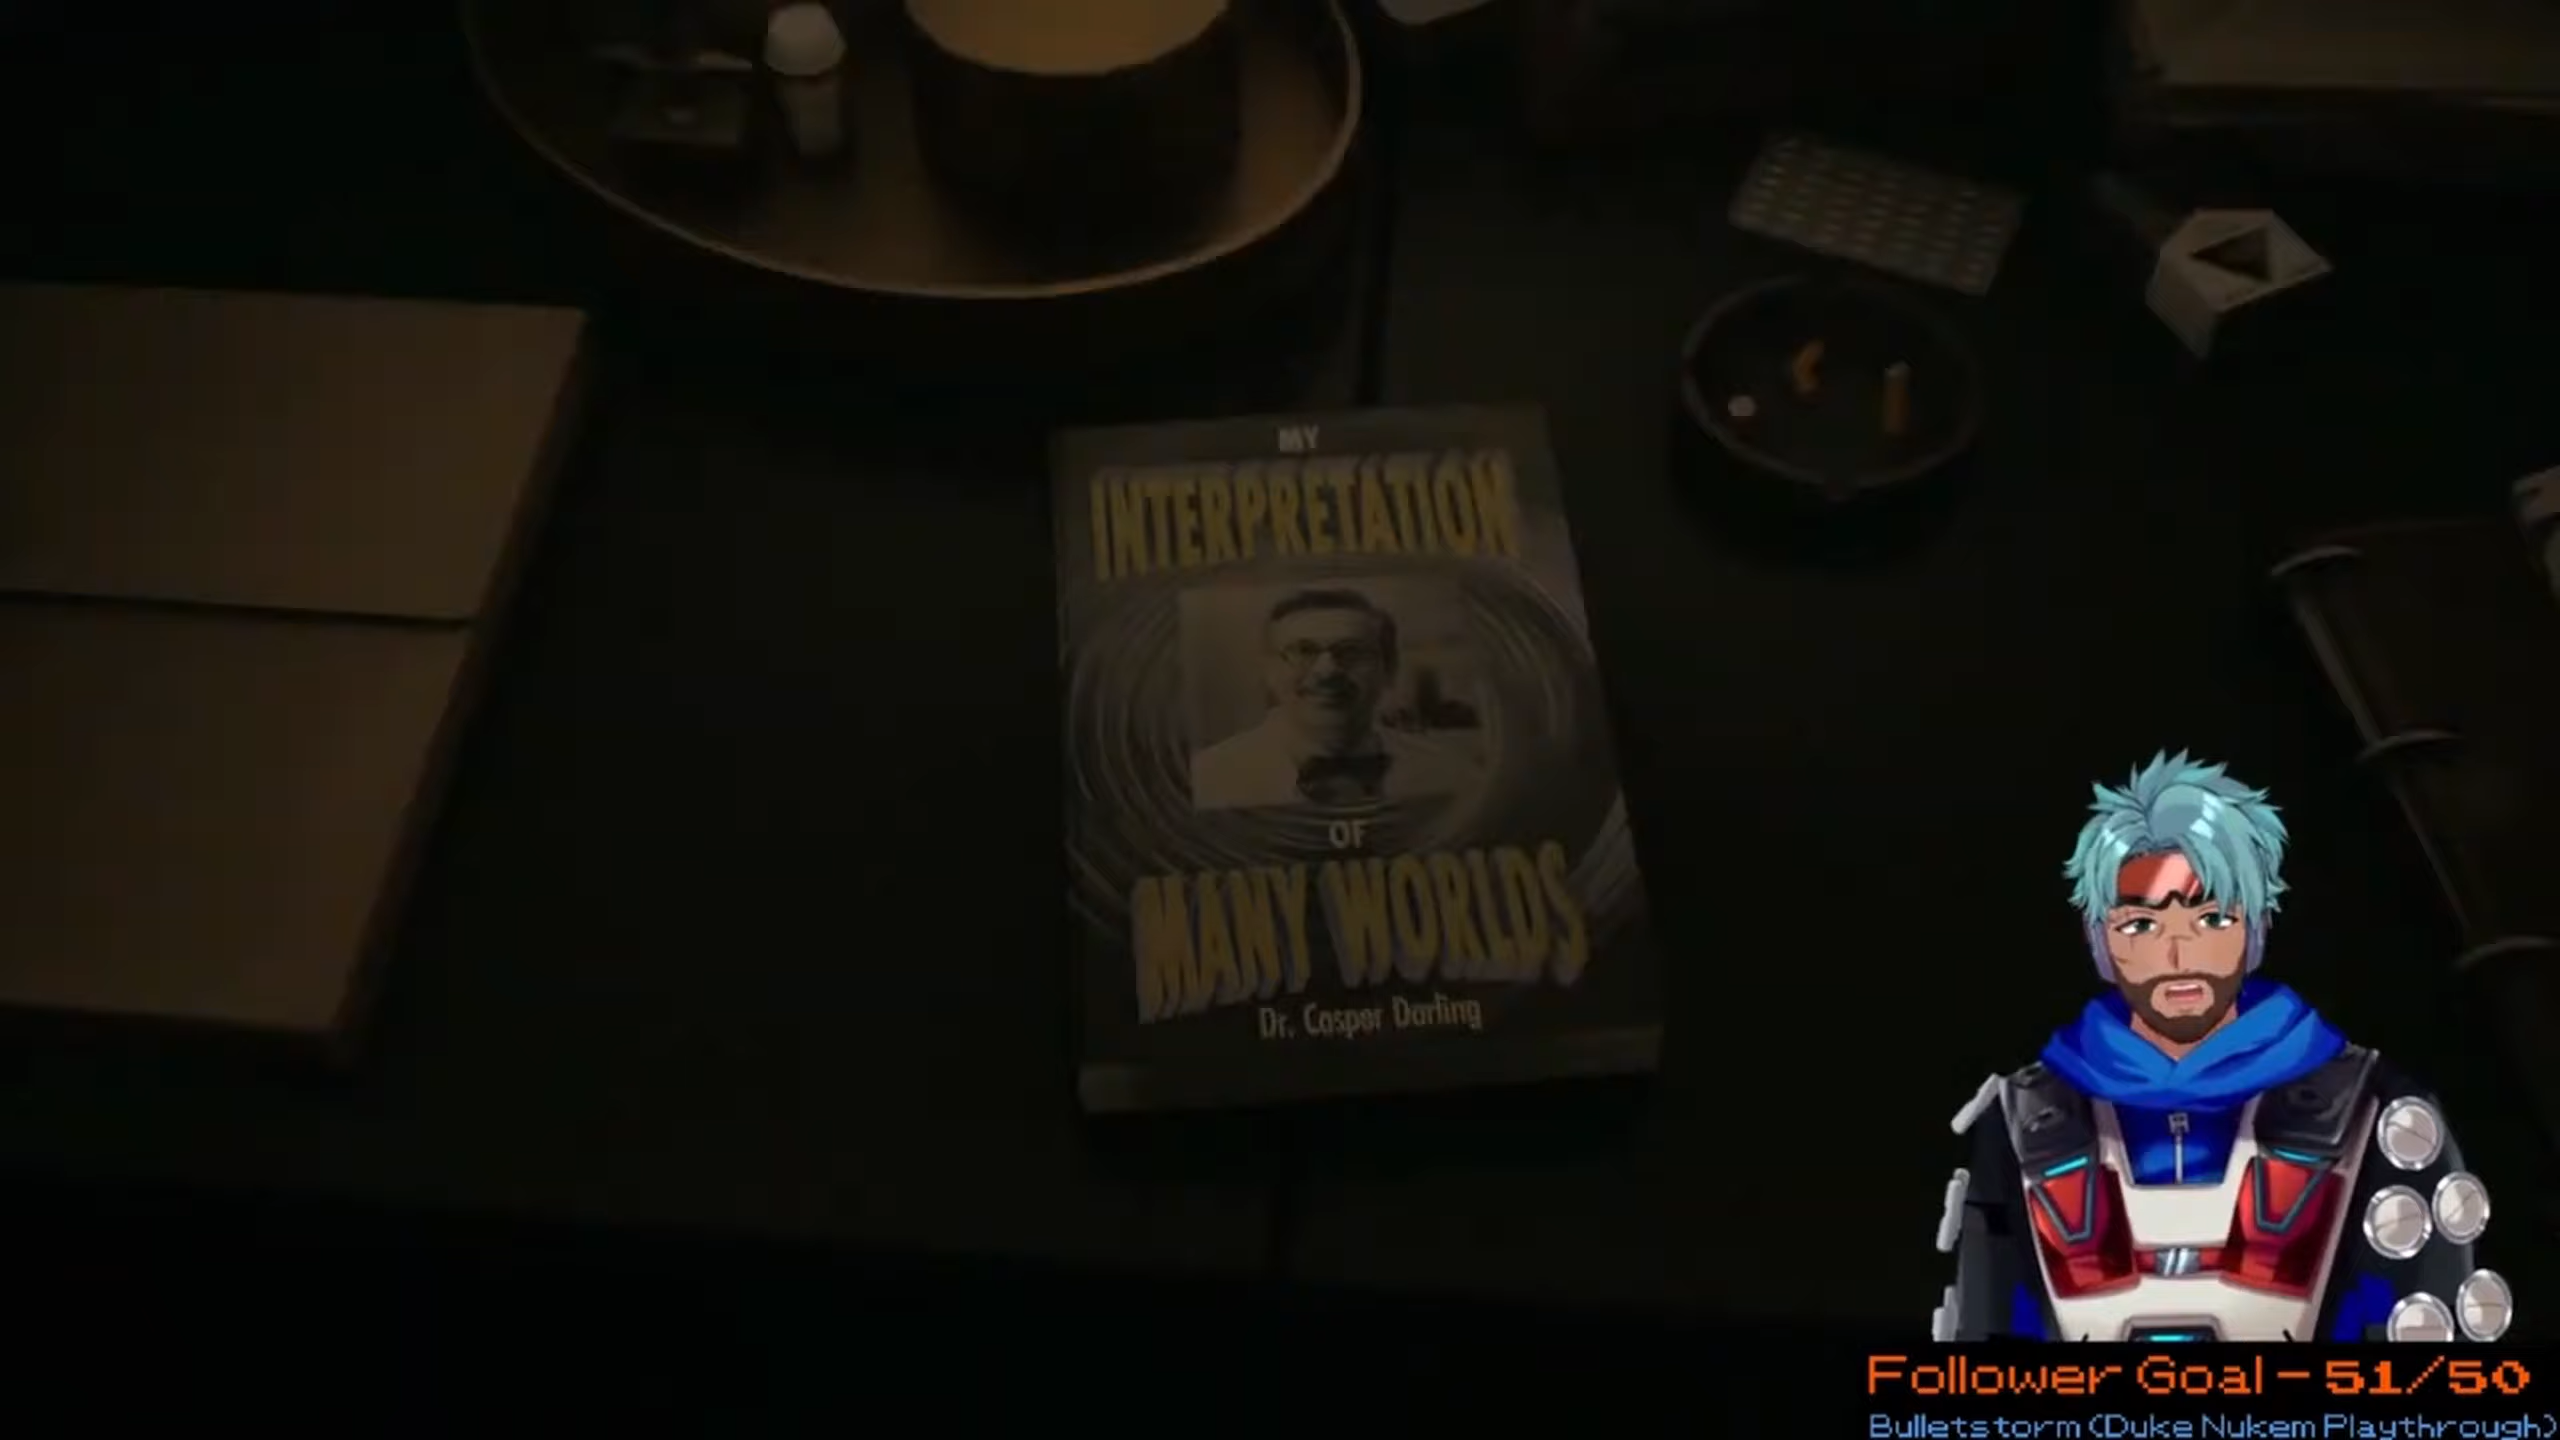 MY
INTERPRETATION
OF
MANY WORLDS
Dr. Casper Darling
Follower Goal - 51/50
Bulletstorm (Duke Nukem Playthrough)